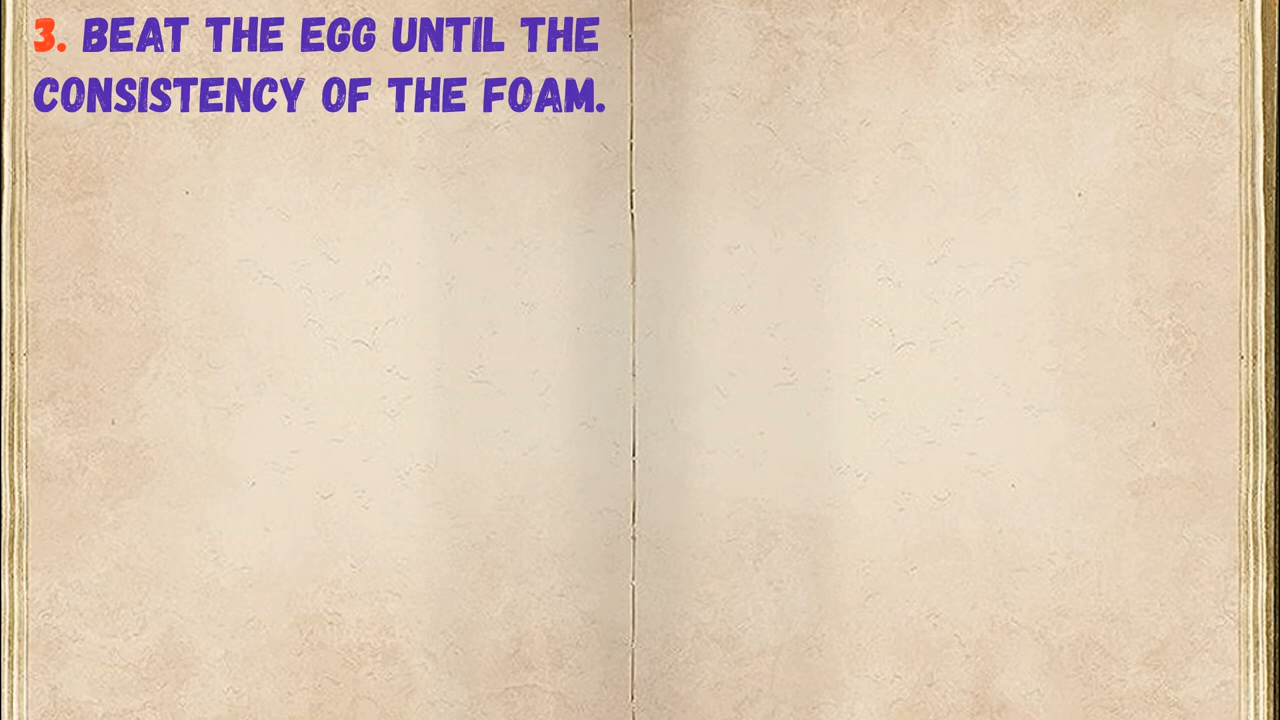 3. BEAT THE EGG UNTIL THE
CONSISTENCY OF THE FOAM.